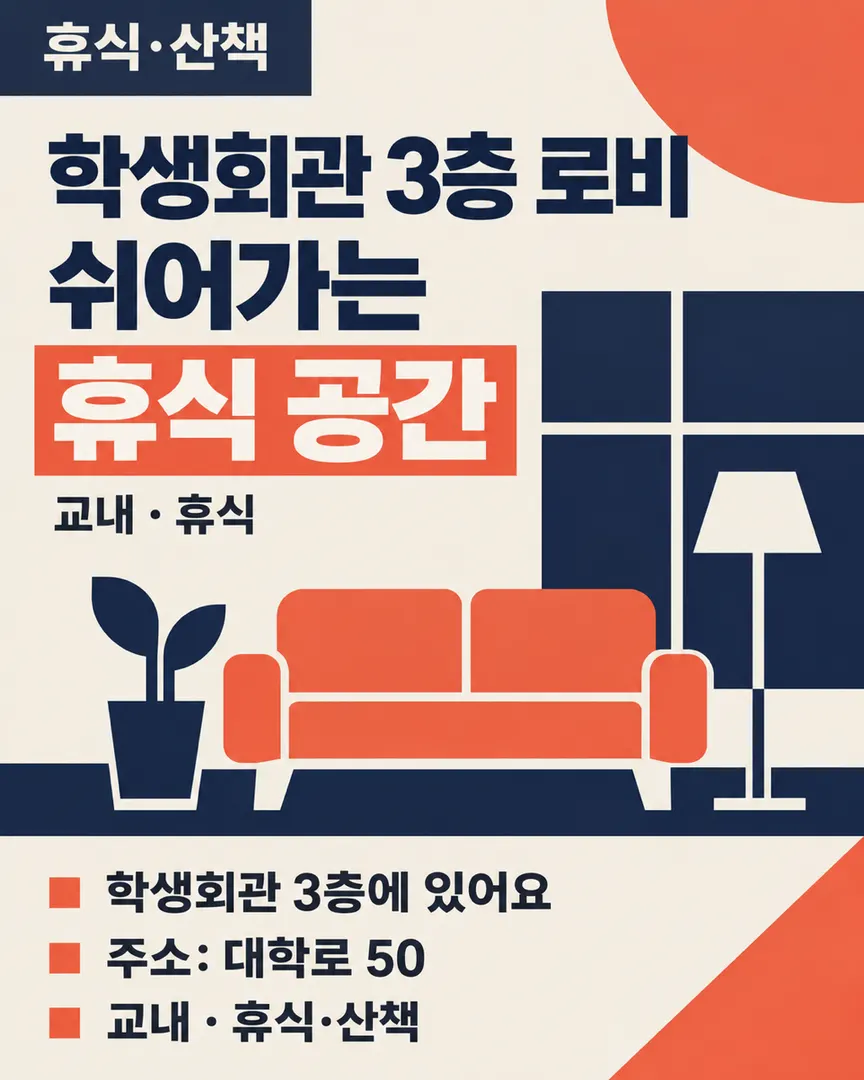 휴식·산책
학생회관 3층 로비
쉬어가는
휴식 공간
교내 · 휴식
학생회관 3층에 있어요
주소: 대학로 50
교내 · 휴식·산책